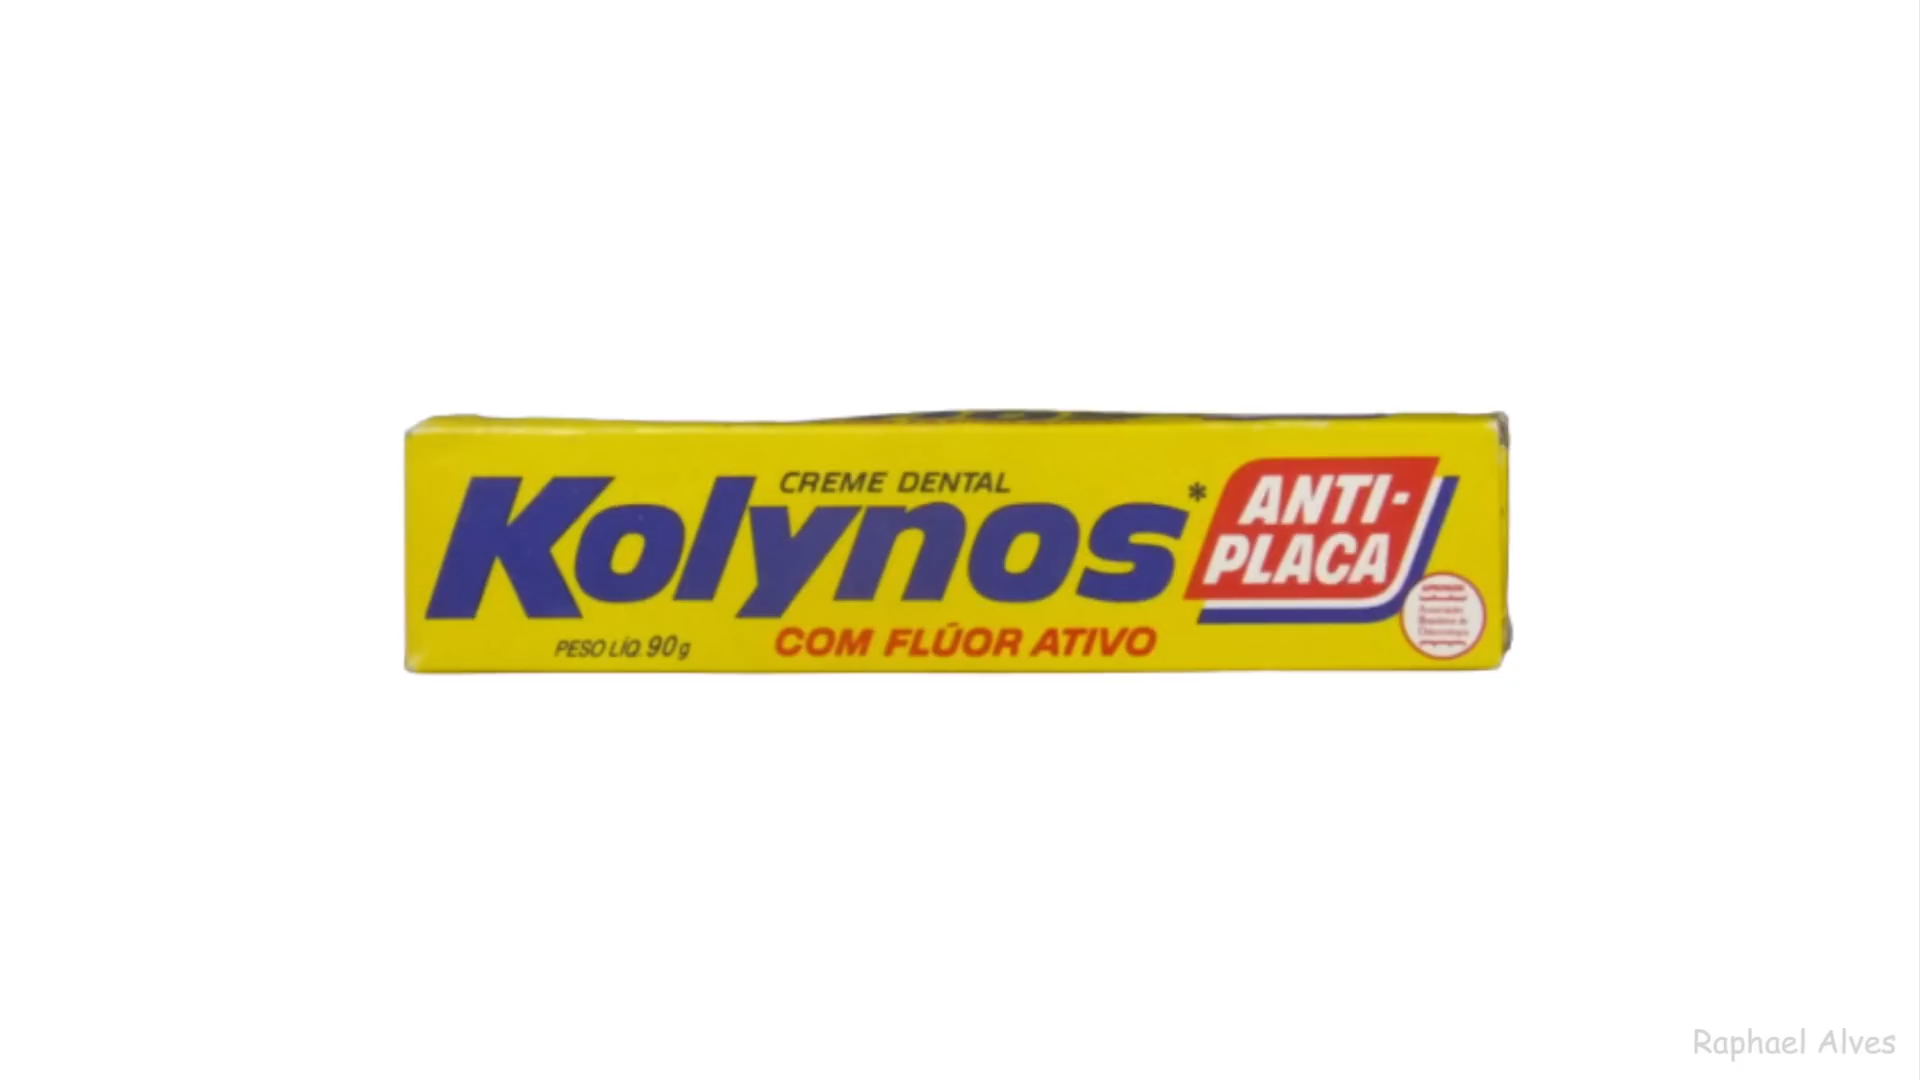 CREME DENTAL
Kolynos*
ANTI-
PLACA
PESO LÍQ. 90g
COM FLÚOR ATIVO
Raphael Alves